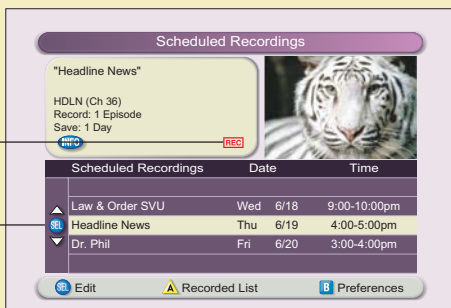 Scheduled Recordings
"Headline News"
HDLN (Ch 36)
Record: 1 Episode
Save: 1 Day
INFO
REC
Scheduled Recordings Date Time
Law & Order SVU Wed 6/18 9:00-10:00pm
SEL Headline News Thu 6/19 4:00-5:00pm
Dr. Phil Fri 6/20 3:00-4:00pm
SEL Edit A Recorded List B Preferences